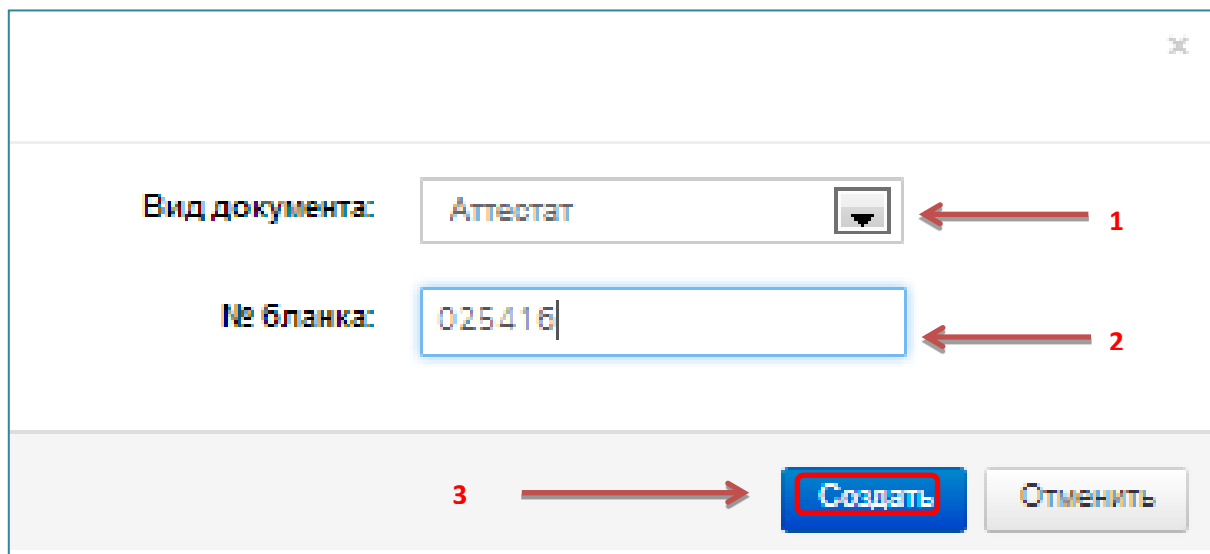 Вид документа: Аттестат 1
№ бланка: 025416 2
3 Создать Отменить